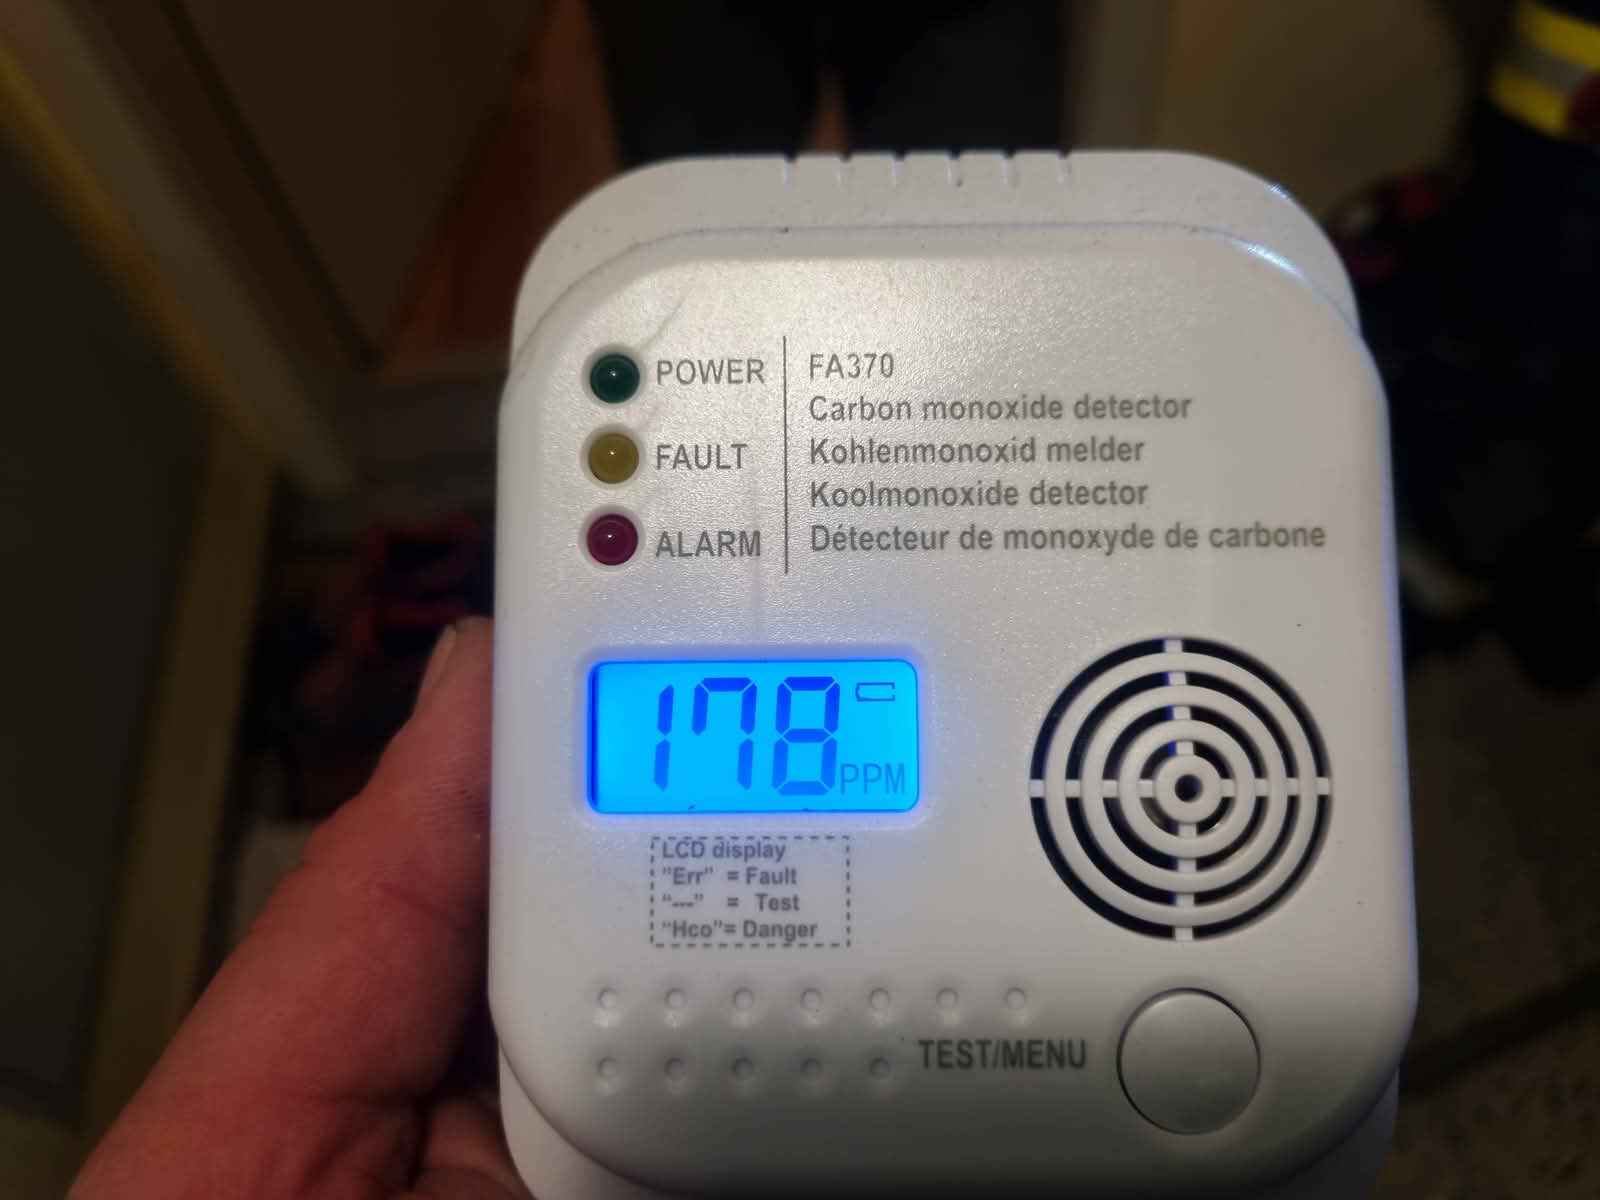 POWER
FAULT
ALARM
FA370
Carbon monoxide detector
Kohlenmonoxid melder
Koolmonoxide detector
Détecteur de monoxyde de carbone
178
PPM
LCD display
"Err" = Fault
"---" = Test
"Hco"= Danger
TEST/MENU